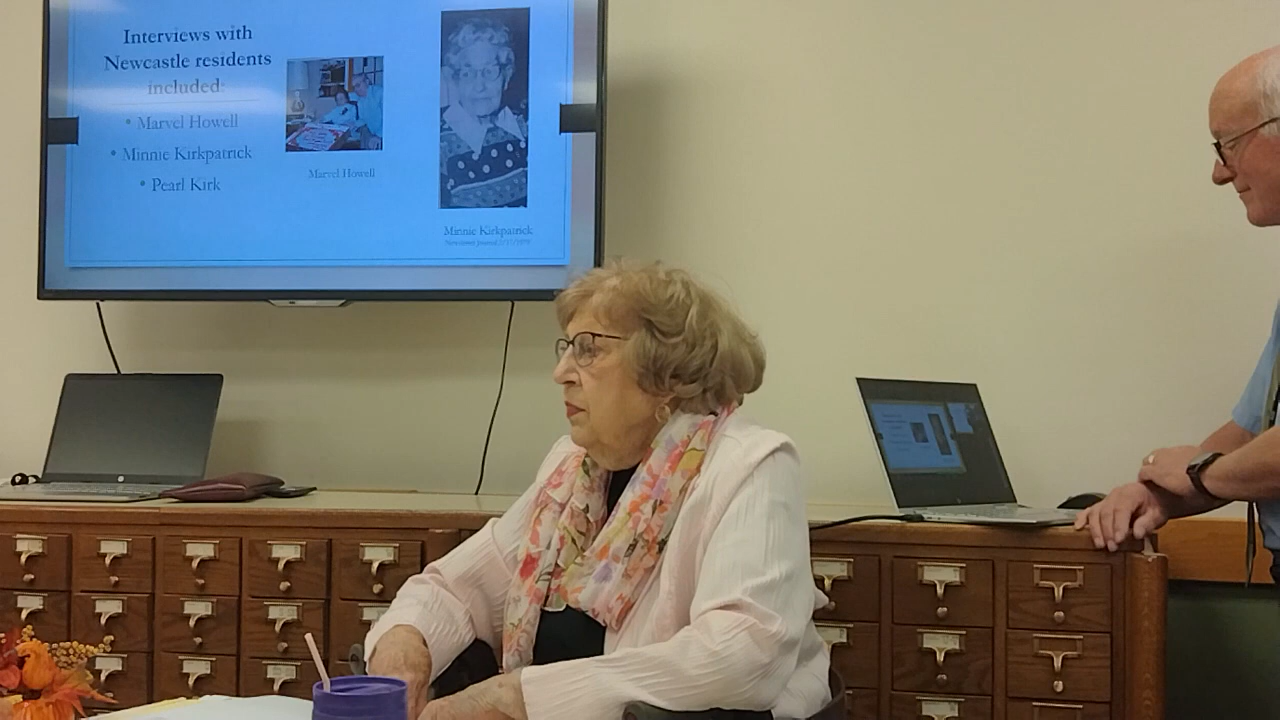 Interviews with
Newcastle residents
included:
• Marvel Howell
• Minnie Kirkpatrick
• Pearl Kirk
Marvel Howell
Minnie Kirkpatrick